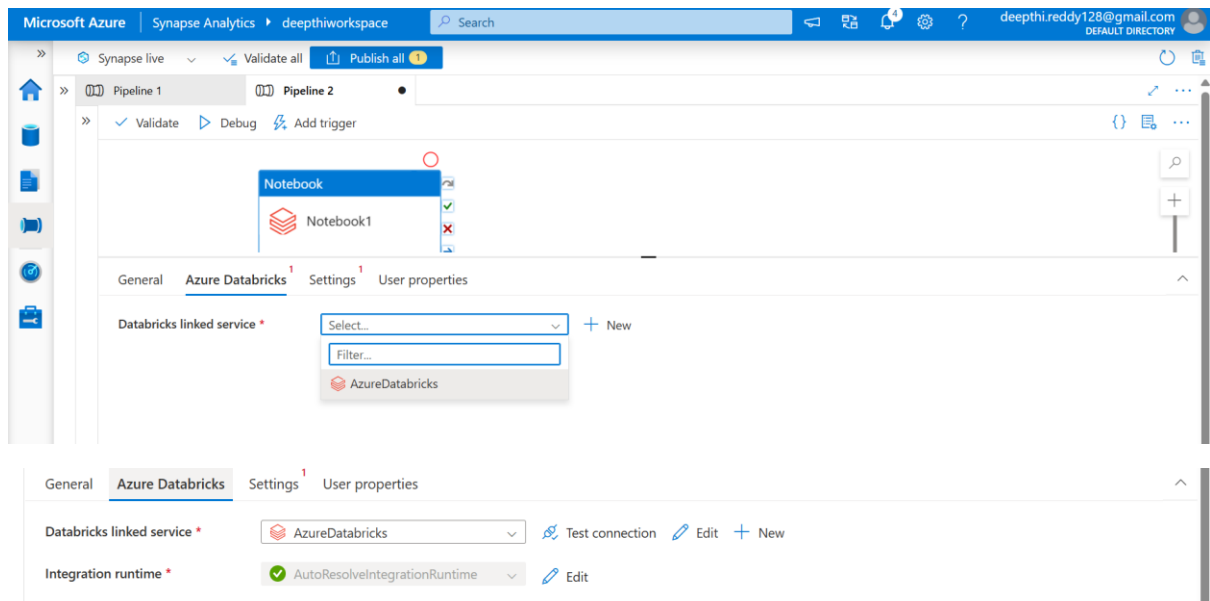 Microsoft Azure Synapse Analytics deepthiworkspace Search 4 ? deepthi.reddy128@gmail.com
DEFAULT DIRECTORY
Synapse live Validate all Publish all 1
Pipeline 1 Pipeline 2
Validate Debug Add trigger {}
Notebook
Notebook1
General Azure Databricks 1 Settings 1 User properties
Databricks linked service * Select... New
Filter...
AzureDatabricks
General Azure Databricks Settings 1 User properties
Databricks linked service * AzureDatabricks Test connection Edit New
Integration runtime * AutoResolveIntegrationRuntime Edit